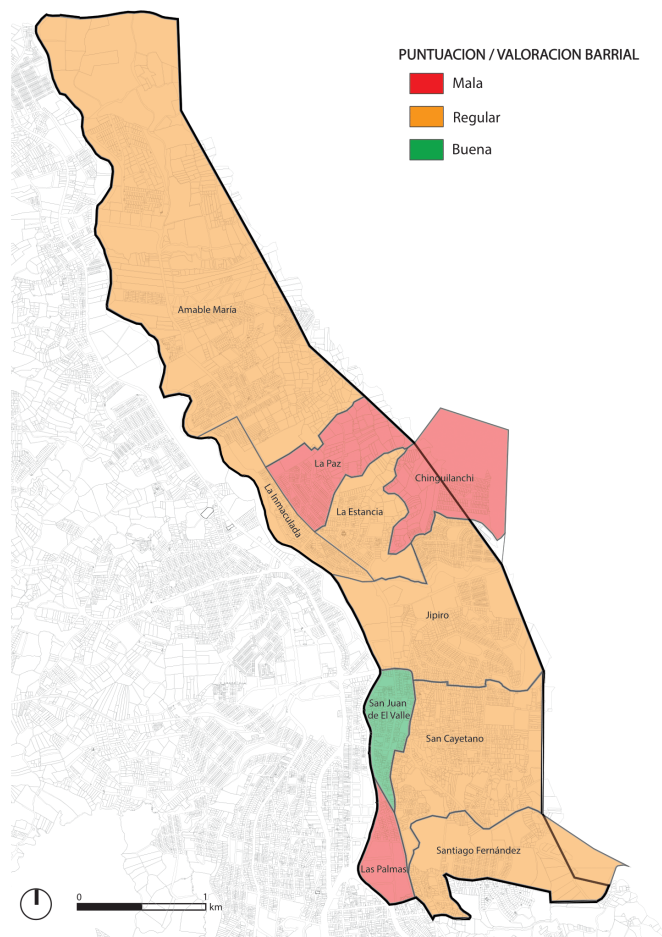 PUNTUACION / VALORACION BARRIAL
Mala
Regular
Buena
Amable María
La Paz
Chinguilanchi
La Inmaculada
La Estancia
Jipiro
San Juan
de El Valle
San Cayetano
Santiago Fernández
Las Palmas
0 1
km